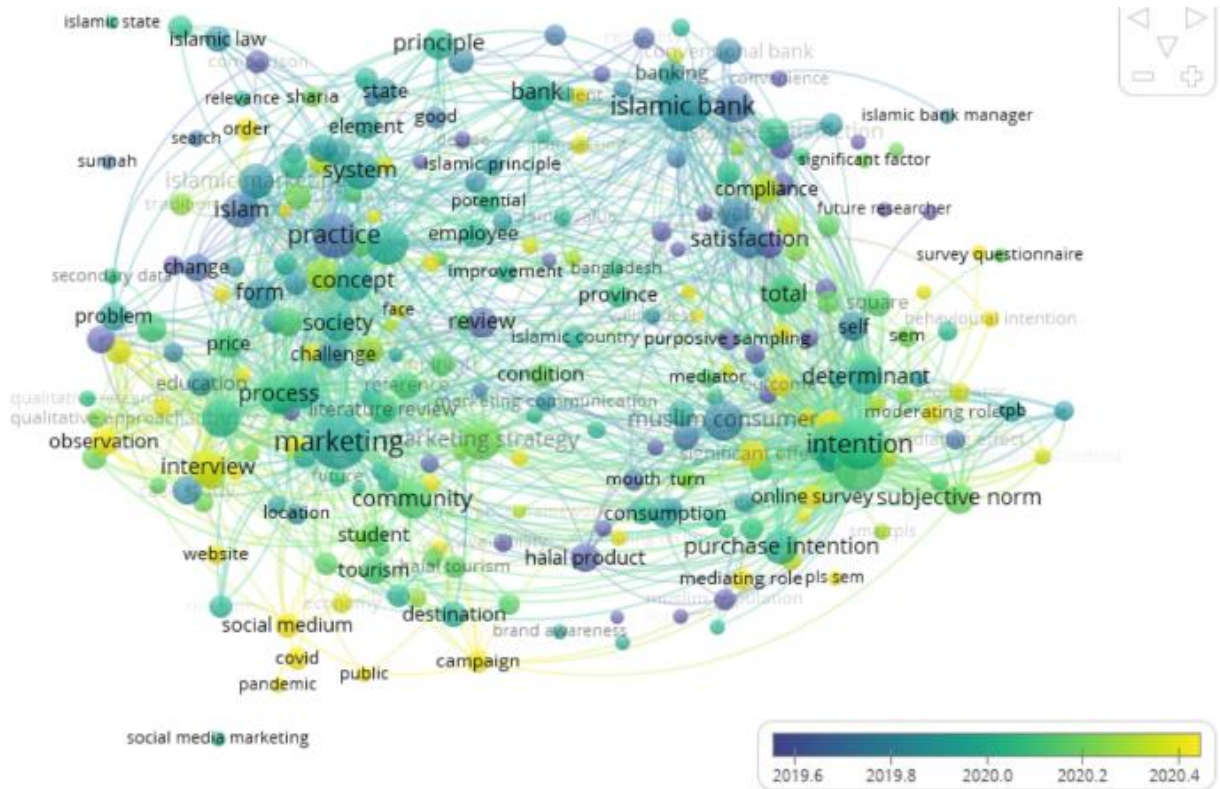 islamic state
islamic law
principle
conventional bank
comparison
banking
convenience
bank
client
islamic bank
relevance
sharia
state
element
good
islamic bank manager
search
order
sunnah
system
islamic principle
significant factor
compliance
islam
potential
future researcher
practice
employee
satisfaction
survey questionnaire
change
secondary data
concept
improvement
bangladesh
form
province
total
square
behavioural intention
problem
society
face
review
islamic country
purposive sampling
self
sem
price
challenge
condition
mediator
determinant
education
process
reference
literature review
marketing communication
moderating role
tpb
qualitative approach
observation
marketing
marketing strategy
muslim consumer
intention
interview
significant effect
future
mouth
turn
community
online survey
subjective norm
location
consumption
website
student
halal product
purchase intention
smartpls
tourism
halal tourism
mediating role
pls sem
economy
muslim population
social medium
destination
brand awareness
covid
campaign
public
pandemic
social media marketing
2019.6
2019.8
2020.0
2020.2
2020.4